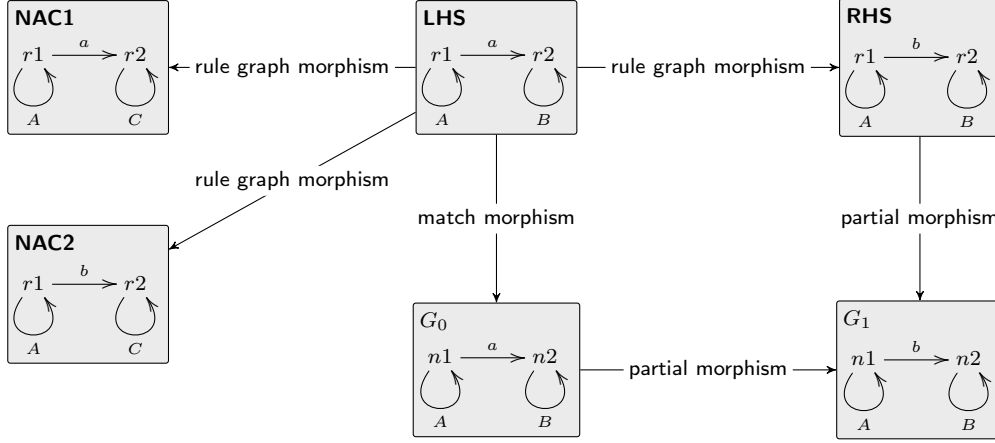 NAC1
r1 a r2
A C
rule graph morphism
LHS
r1 a r2
A B
rule graph morphism
RHS
r1 b r2
A B
rule graph morphism
match morphism
partial morphism
NAC2
r1 b r2
A C
G0
n1 a n2
A B
partial morphism
G1
n1 b n2
A B